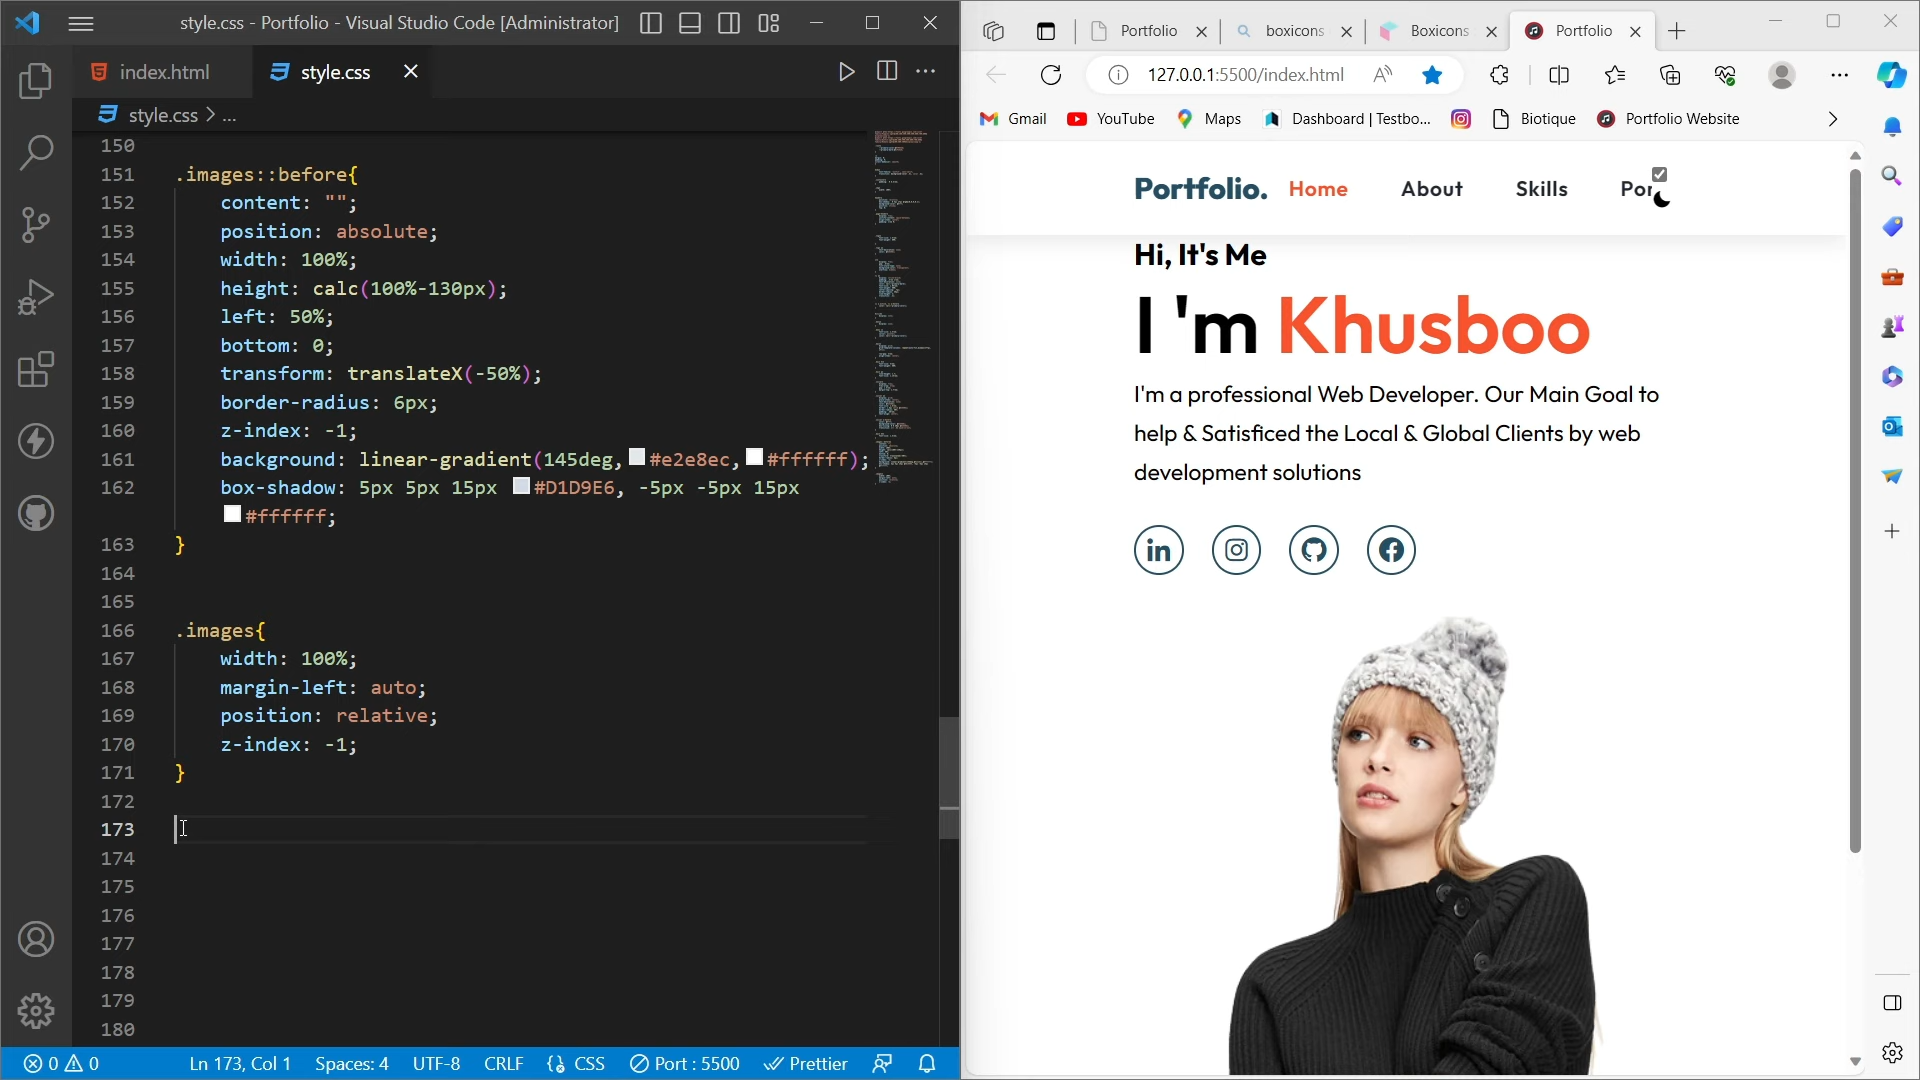 style.css - Portfolio - Visual Studio Code [Administrator]
index.html
style.css
style.css > ...
150
151 .images::before{
152 content: "";
153 position: absolute;
154 width: 100%;
155 height: calc(100%-130px);
156 left: 50%;
157 bottom: 0;
158 transform: translateX(-50%);
159 border-radius: 6px;
160 z-index: -1;
161 background: linear-gradient(145deg, #e2e8ec, #ffffff);
162 box-shadow: 5px 5px 15px #D1D9E6, -5px -5px 15px
#ffffff;
163 }
164
165
166 .images{
167 width: 100%;
168 margin-left: auto;
169 position: relative;
170 z-index: -1;
171 }
172
173
174
175
176
177
178
179
180
0 0 Ln 173, Col 1 Spaces: 4 UTF-8 CRLF {} CSS Port : 5500 Prettier
Portfolio boxicons Boxicons Portfolio
127.0.0.1:5500/index.html
Gmail YouTube Maps Dashboard | Testbo... Biotique Portfolio Website
Portfolio. Home About Skills Por
Hi, It's Me
I 'm Khusboo
I'm a professional Web Developer. Our Main Goal to
help & Satisficed the Local & Global Clients by web
development solutions
in